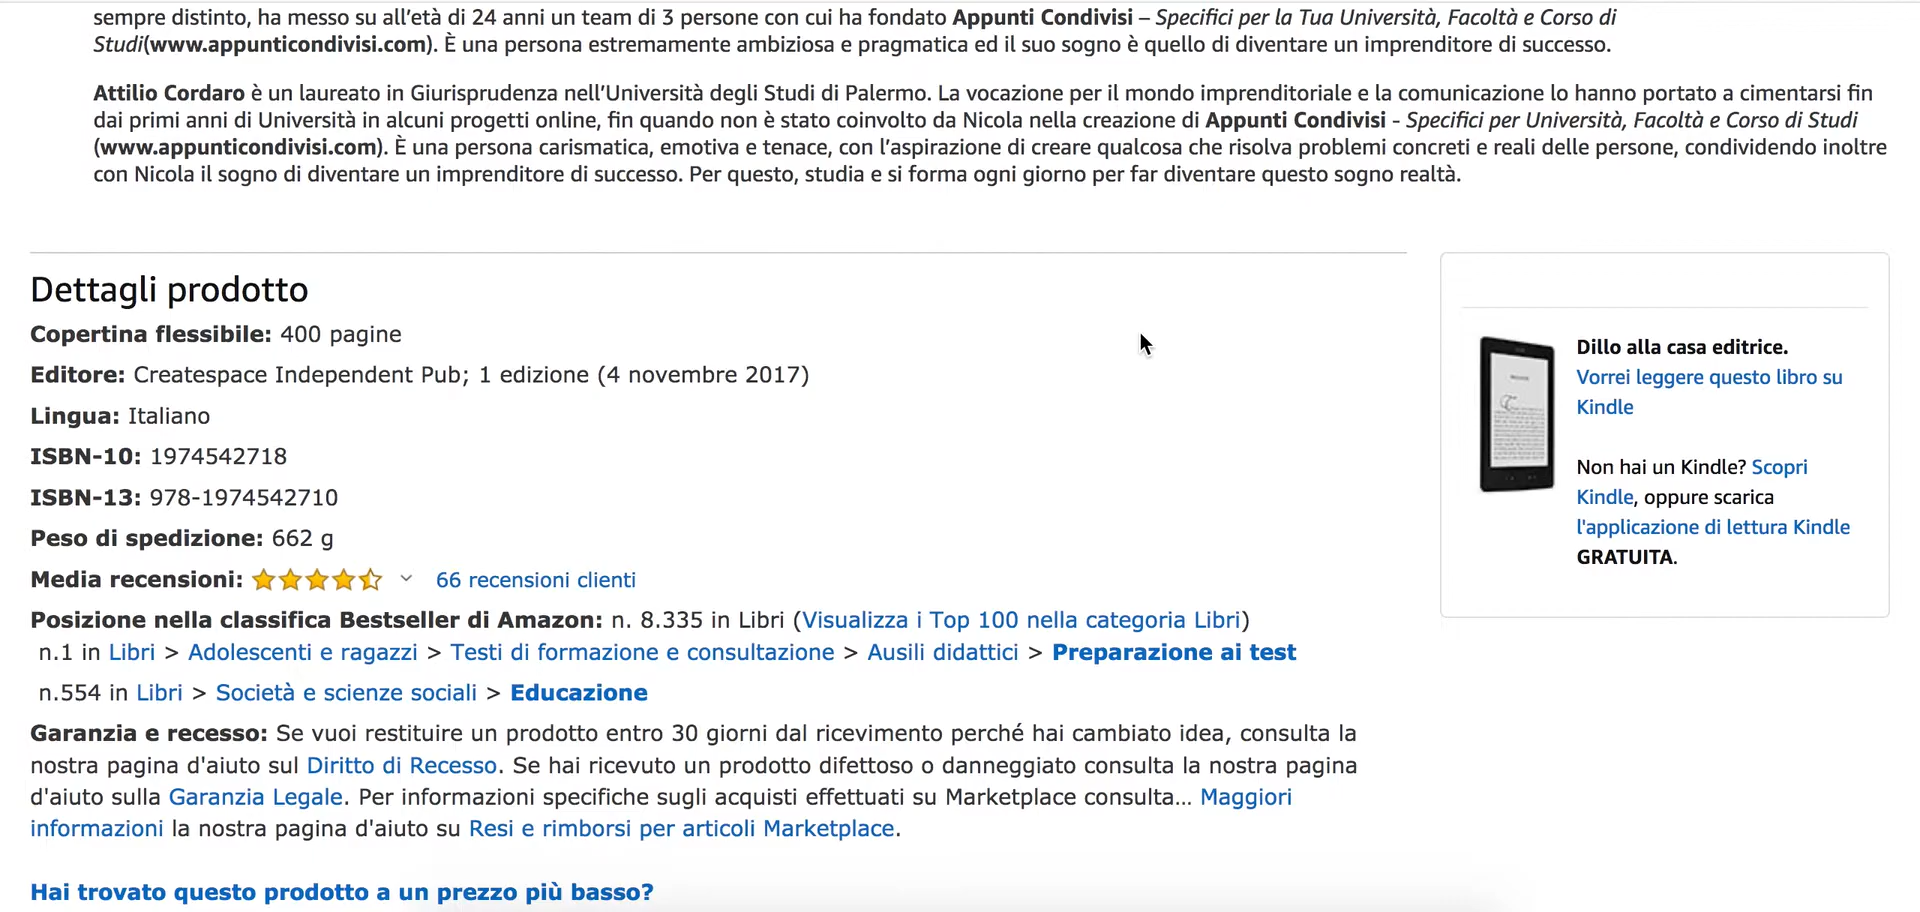 sempre distinto, ha messo su all'età di 24 anni un team di 3 persone con cui ha fondato Appunti Condivisi – Specifici per la Tua Università, Facoltà e Corso di
Studi(www.appunticondivisi.com). È una persona estremamente ambiziosa e pragmatica ed il suo sogno è quello di diventare un imprenditore di successo.
Attilio Cordaro è un laureato in Giurisprudenza nell'Università degli Studi di Palermo. La vocazione per il mondo imprenditoriale e la comunicazione lo hanno portato a cimentarsi fin
dai primi anni di Università in alcuni progetti online, fin quando non è stato coinvolto da Nicola nella creazione di Appunti Condivisi - Specifici per Università, Facoltà e Corso di Studi
(www.appunticondivisi.com). È una persona carismatica, emotiva e tenace, con l'aspirazione di creare qualcosa che risolva problemi concreti e reali delle persone, condividendo inoltre
con Nicola il sogno di diventare un imprenditore di successo. Per questo, studia e si forma ogni giorno per far diventare questo sogno realtà.
Dettagli prodotto
Copertina flessibile: 400 pagine
Editore: Createspace Independent Pub; 1 edizione (4 novembre 2017)
Lingua: Italiano
ISBN-10: 1974542718
ISBN-13: 978-1974542710
Peso di spedizione: 662 g
Media recensioni: 66 recensioni clienti
Posizione nella classifica Bestseller di Amazon: n. 8.335 in Libri (Visualizza i Top 100 nella categoria Libri)
n.1 in Libri > Adolescenti e ragazzi > Testi di formazione e consultazione > Ausili didattici > Preparazione ai test
n.554 in Libri > Società e scienze sociali > Educazione
Garanzia e recesso: Se vuoi restituire un prodotto entro 30 giorni dal ricevimento perché hai cambiato idea, consulta la
nostra pagina d'aiuto sul Diritto di Recesso. Se hai ricevuto un prodotto difettoso o danneggiato consulta la nostra pagina
d'aiuto sulla Garanzia Legale. Per informazioni specifiche sugli acquisti effettuati su Marketplace consulta... Maggiori
informazioni la nostra pagina d'aiuto su Resi e rimborsi per articoli Marketplace.
Hai trovato questo prodotto a un prezzo più basso?
Dillo alla casa editrice.
Vorrei leggere questo libro su
Kindle
Non hai un Kindle? Scopri
Kindle, oppure scarica
l'applicazione di lettura Kindle
GRATUITA.